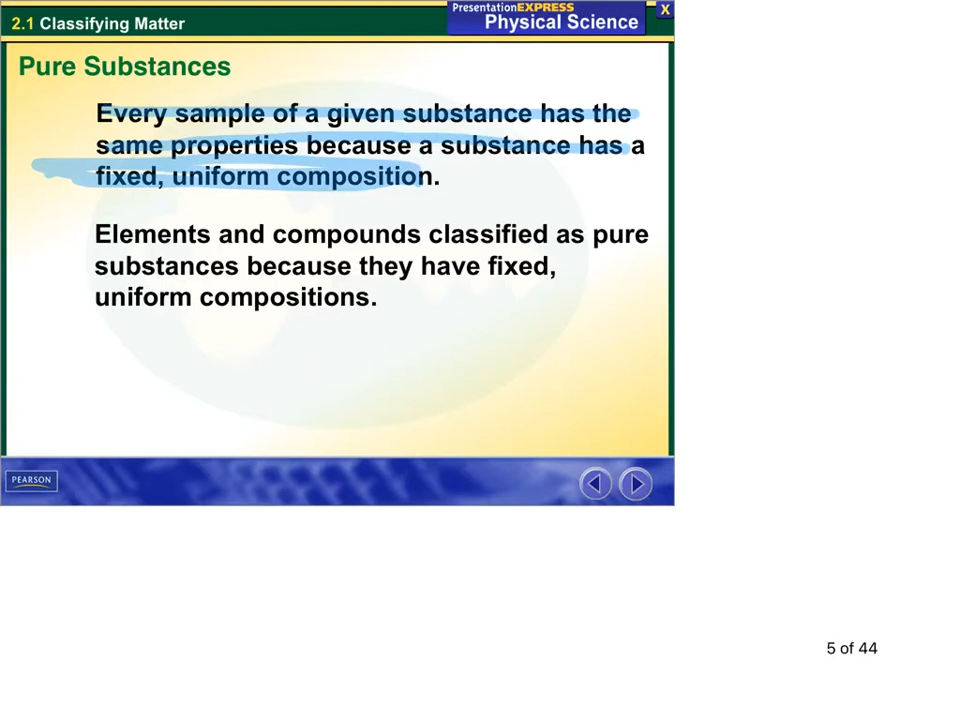 2.1 Classifying Matter
PresentationEXPRESS
Physical Science
X
Pure Substances
Every sample of a given substance has the
same properties because a substance has a
fixed, uniform composition.
Elements and compounds classified as pure
substances because they have fixed,
uniform compositions.
PEARSON
5 of 44